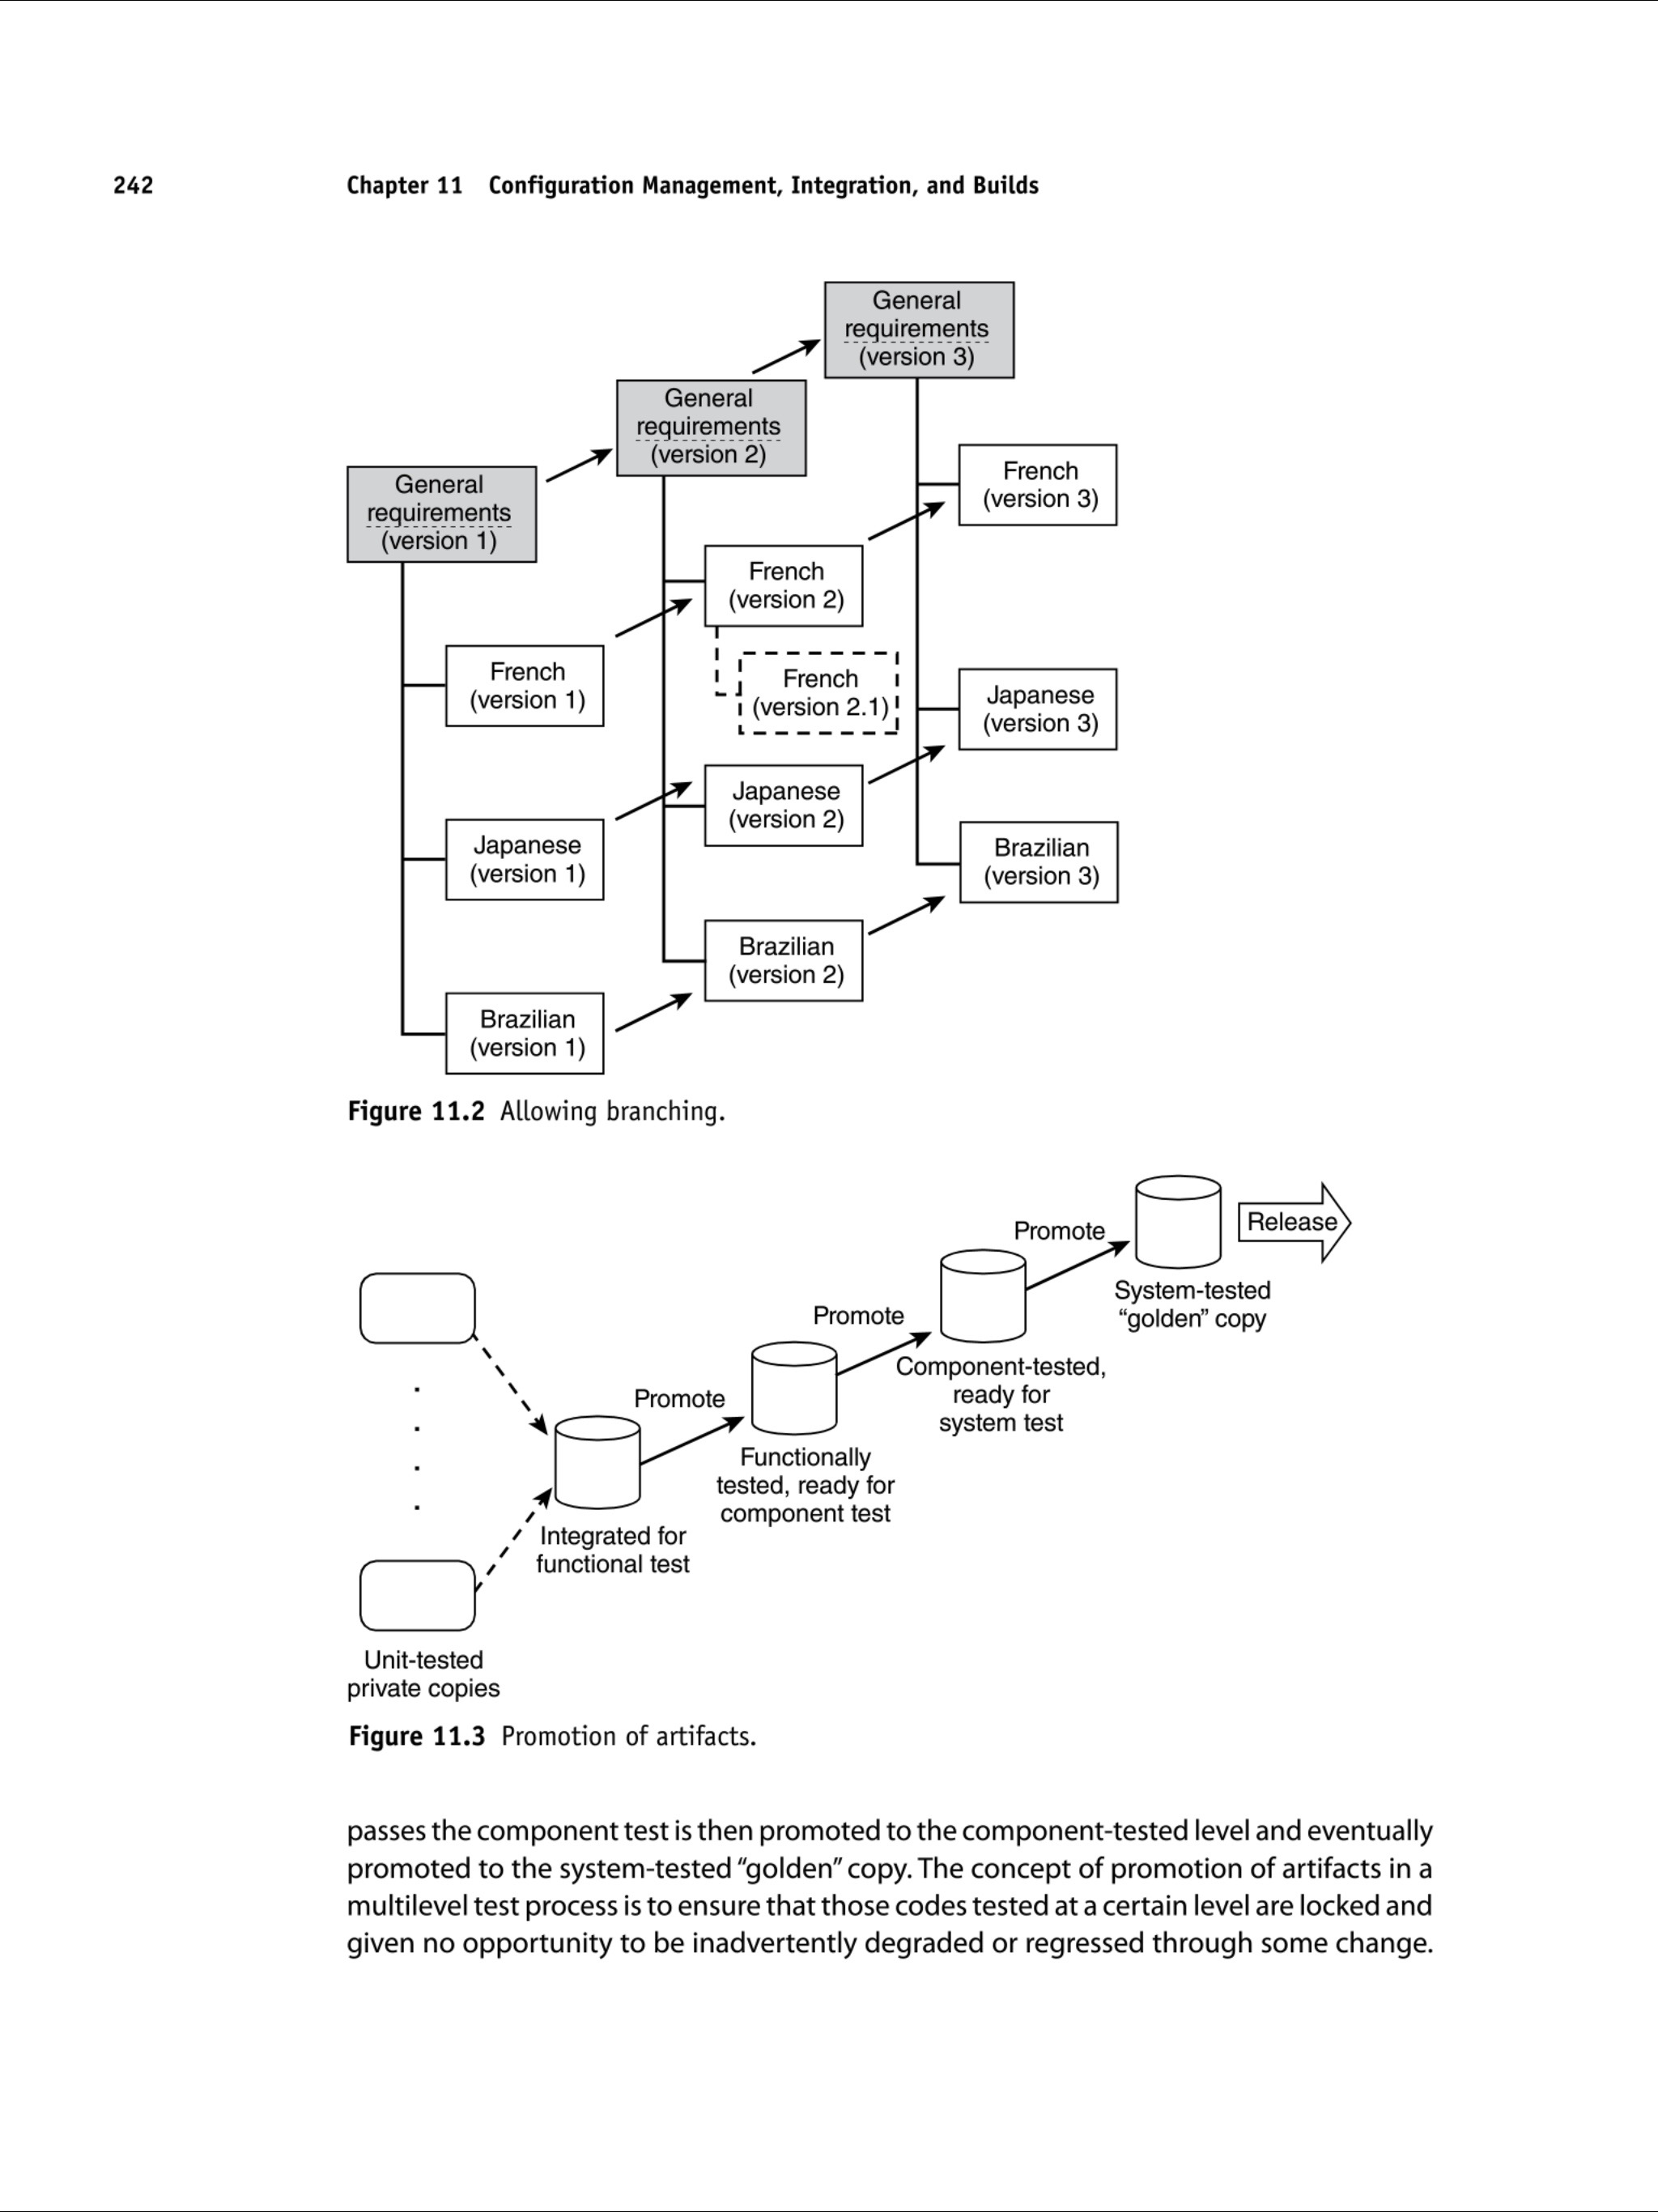 242
Chapter 11 Configuration Management, Integration, and Builds
General
requirements
(version 3)
General
requirements
(version 2)
General
requirements
(version 1)
French
(version 3)
French
(version 2)
French
(version 1)
French
(version 2.1)
Japanese
(version 3)
Japanese
(version 2)
Japanese
(version 1)
Brazilian
(version 3)
Brazilian
(version 2)
Brazilian
(version 1)
Figure 11.2 Allowing branching.
Release
Promote
System-tested
“golden” copy
Promote
Component-tested,
ready for
system test
Promote
Functionally
tested, ready for
component test
Integrated for
functional test
Unit-tested
private copies
Figure 11.3 Promotion of artifacts.
passes the component test is then promoted to the component-tested level and eventually
promoted to the system-tested “golden” copy. The concept of promotion of artifacts in a
multilevel test process is to ensure that those codes tested at a certain level are locked and
given no opportunity to be inadvertently degraded or regressed through some change.